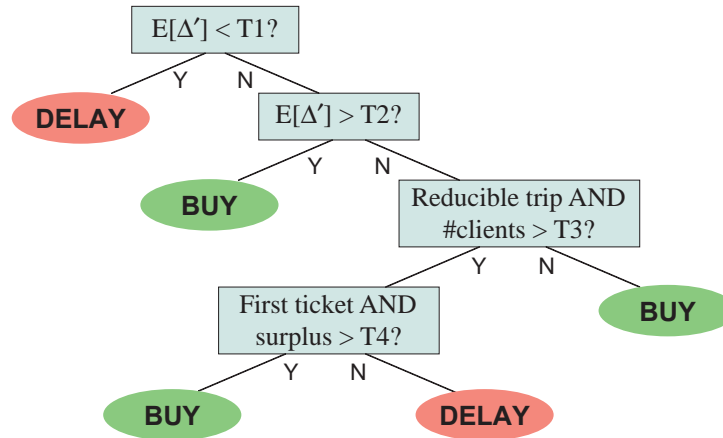 E[Δ′] < T1?
Y
N
DELAY
E[Δ′] > T2?
Y
N
BUY
Reducible trip AND
#clients > T3?
Y
N
First ticket AND
surplus > T4?
BUY
Y
N
BUY
DELAY